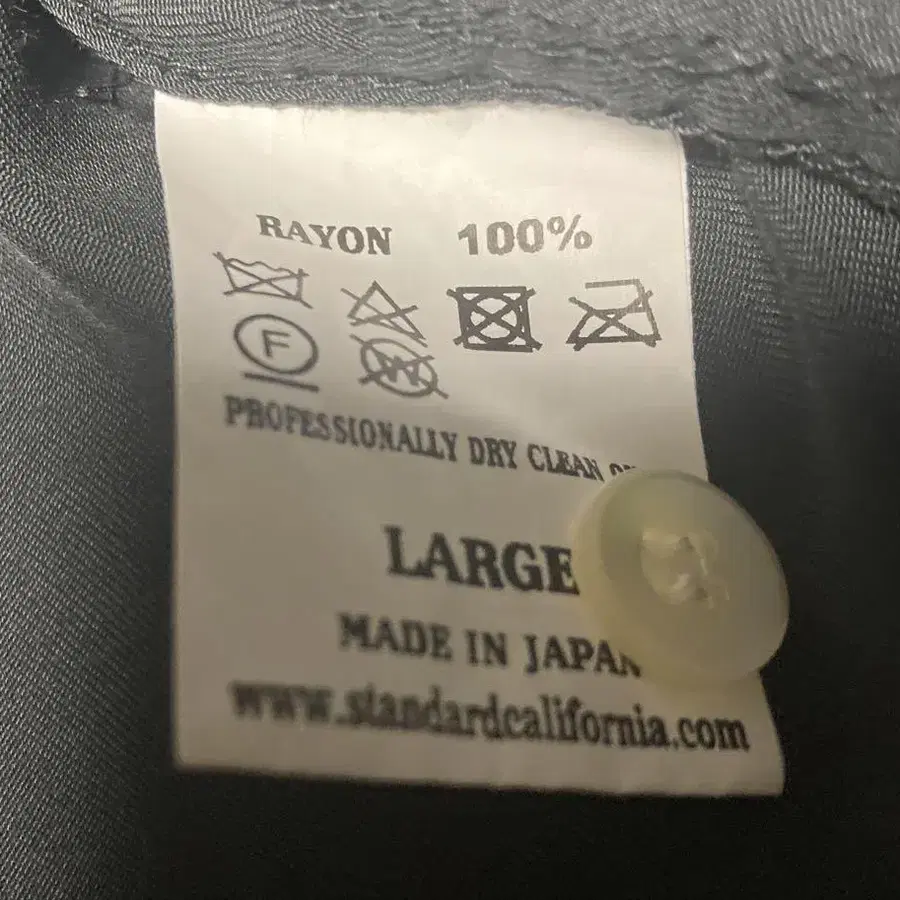 RAYON 100%
F
W
PROFESSIONALLY DRY CLEAN
LARGE
MADE IN JAPAN
www.standardcalifornia.com